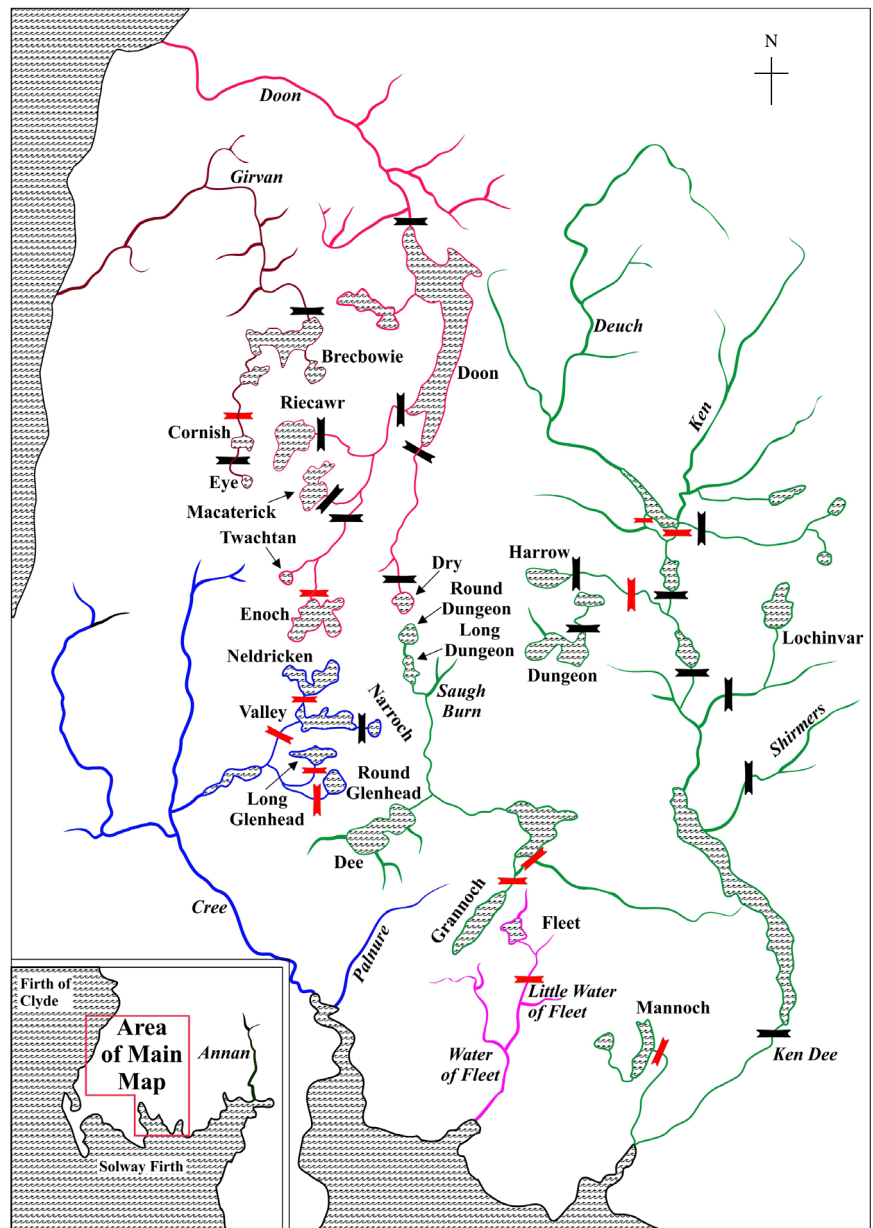 N
Doon
Girvan
Deuch
Brecbowie
Doon
Ken
Riecawr
Cornish
Eye
Macaterick
Twachtan
Harrow
Dry
Round
Dungeon
Long
Dungeon
Enoch
Lochinvar
Neldricken
Dungeon
Saugh
Burn
Narroch
Valley
Shirmers
Round
Glenhead
Long
Glenhead
Dee
Cree
Grannoch
Fleet
Palnure
Firth of
Clyde
Little Water
of Fleet
Mannoch
Area
of Main
Map
Annan
Water
of Fleet
Ken Dee
Solway Firth